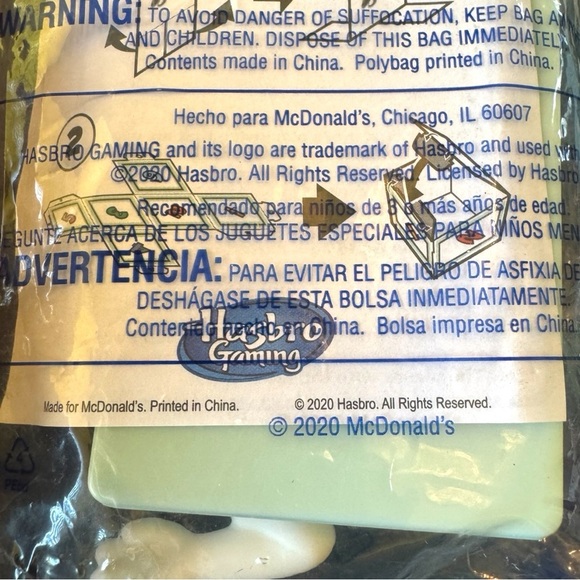 WARNING: TO AVOID DANGER OF SUFFOCATION, KEEP BAG
AND CHILDREN. DISPOSE OF THIS BAG IMMEDIATELY
Contents made in China. Polybag printed in China.
Hecho para McDonald's, Chicago, IL 60607
2
HASBRO GAMING and its logo are trademark of Hasbro and used
©2020 Hasbro. All Rights Reserved. Licensed by Hasbro
Recomendado para niños de 3 o más años de edad.
ACERCA DE LOS JUGUETES ESPECIALES PARA NIÑOS
ADVERTENCIA: PARA EVITAR EL PELIGRO DE ASFIXIA
DESHÁGASE DE ESTA BOLSA INMEDIATAMENTE
Contenido hecho en China. Bolsa impresa en China
Hasbro
Gaming
Made for McDonald's. Printed in China. © 2020 Hasbro. All Rights Reserved.
© 2020 McDonald's